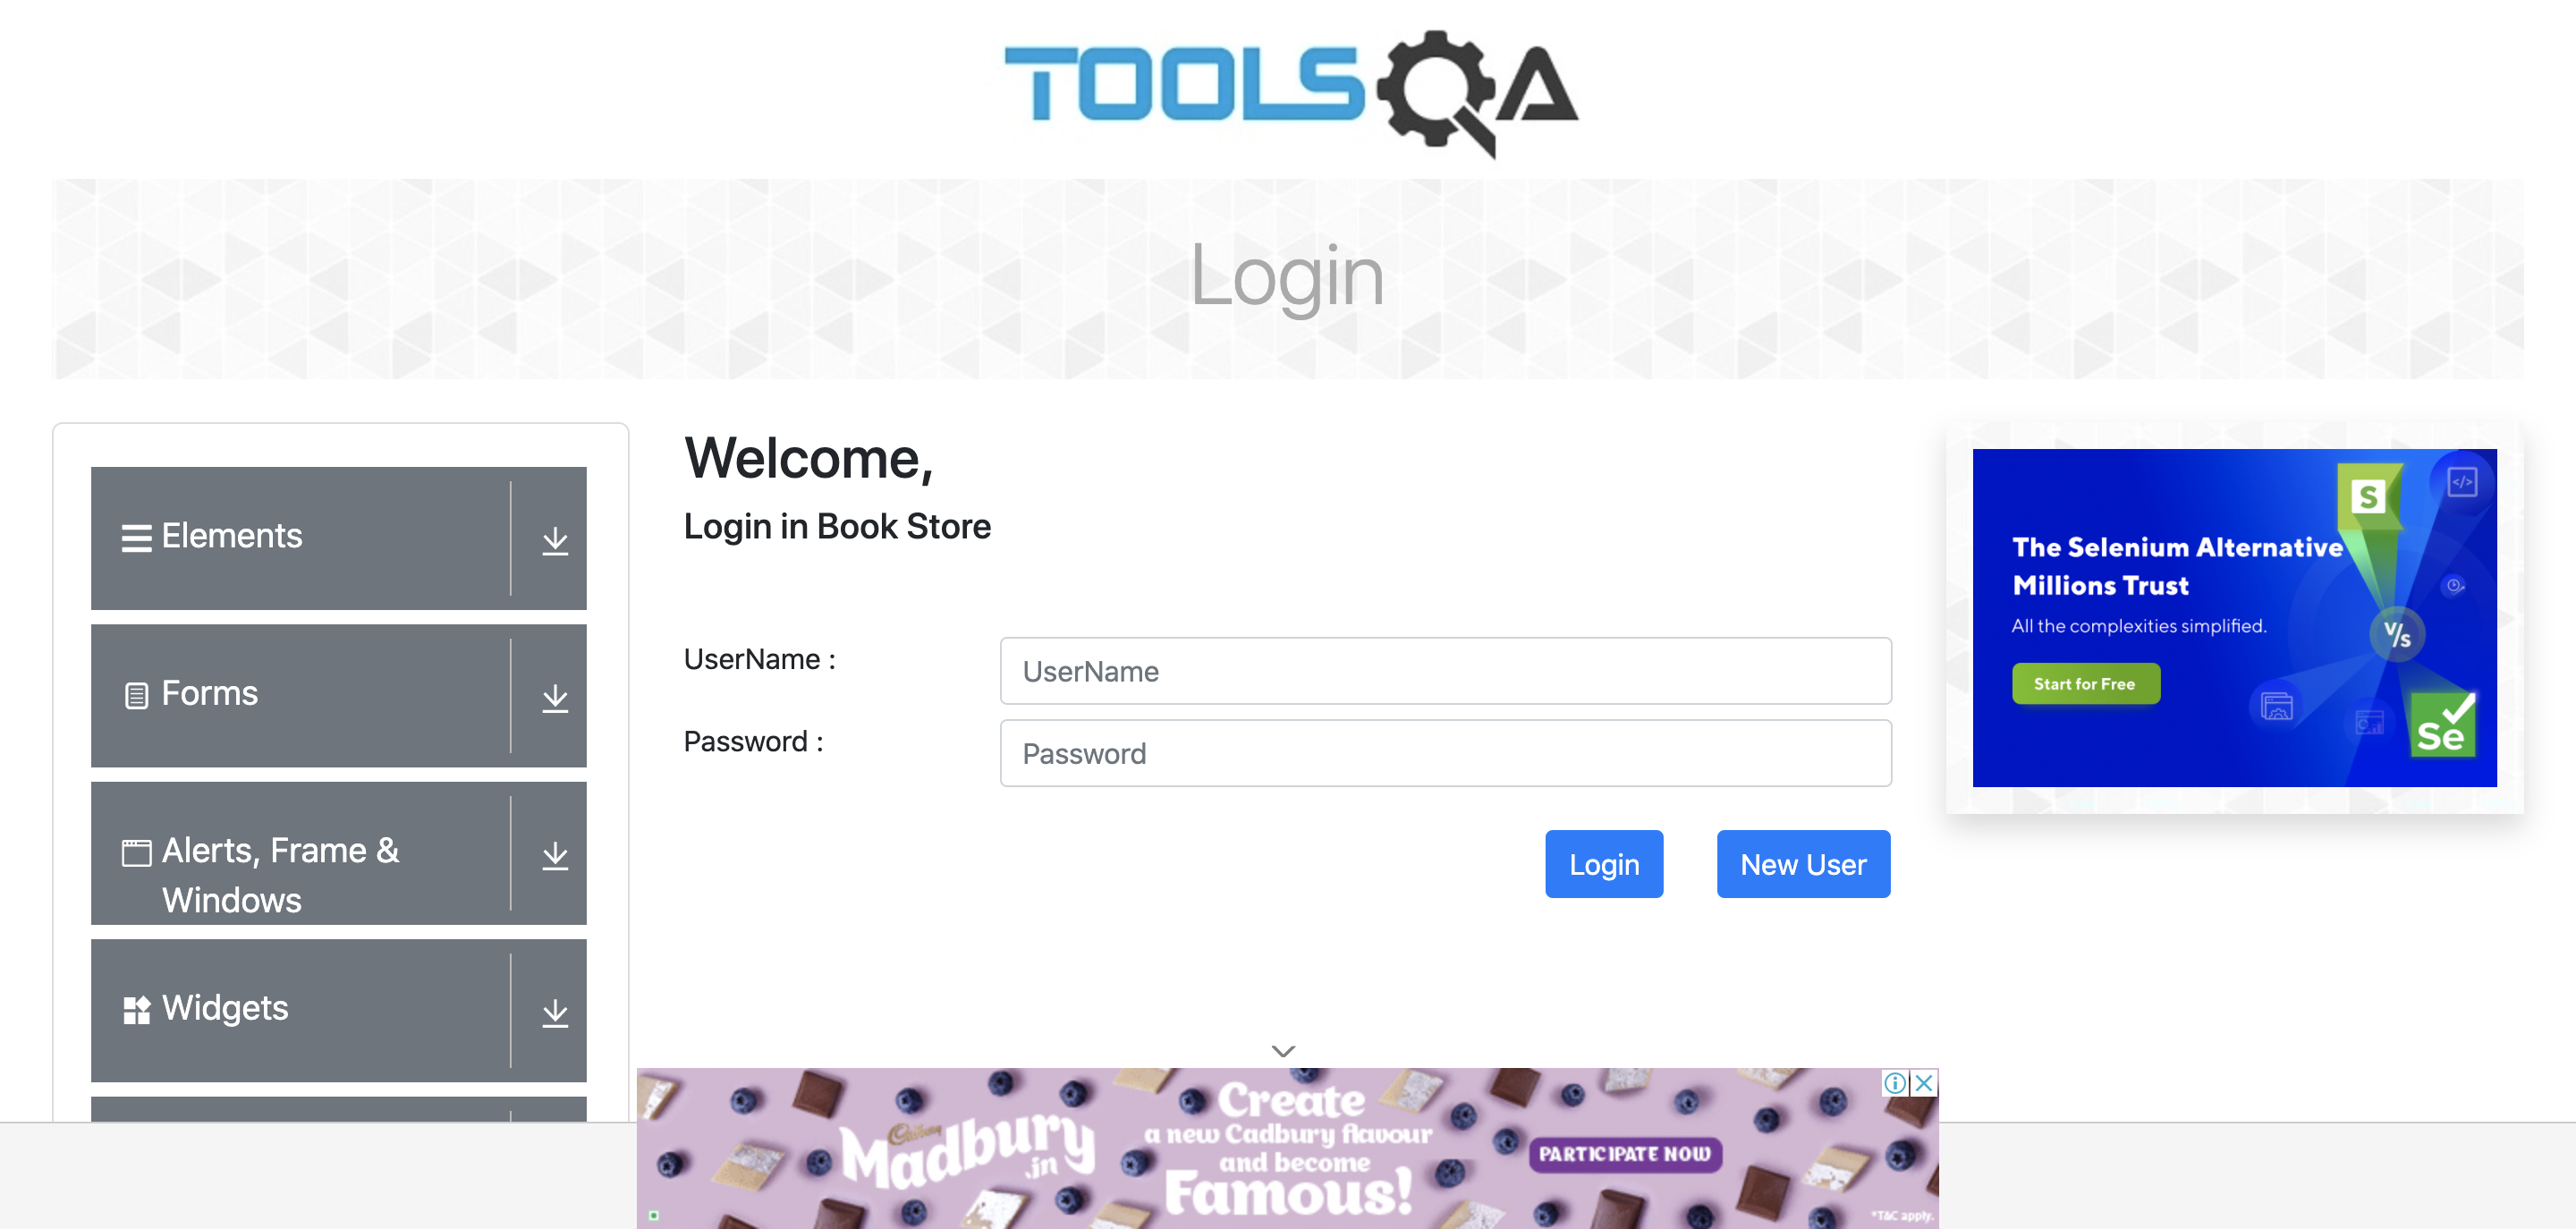 TOOLSQA
Login
Elements
Forms
Alerts, Frame &
Windows
Widgets
Welcome,
Login in Book Store
UserName :
UserName
Password :
Password
Login
New User
The Selenium Alternative
Millions Trust
All the complexities simplified.
Start for Free
S
</>
V/s
Se
Cadbury
Madbury
.in
Create
a new Cadbury flavour
and become
Famous!
PARTICIPATE NOW
*T&C apply.